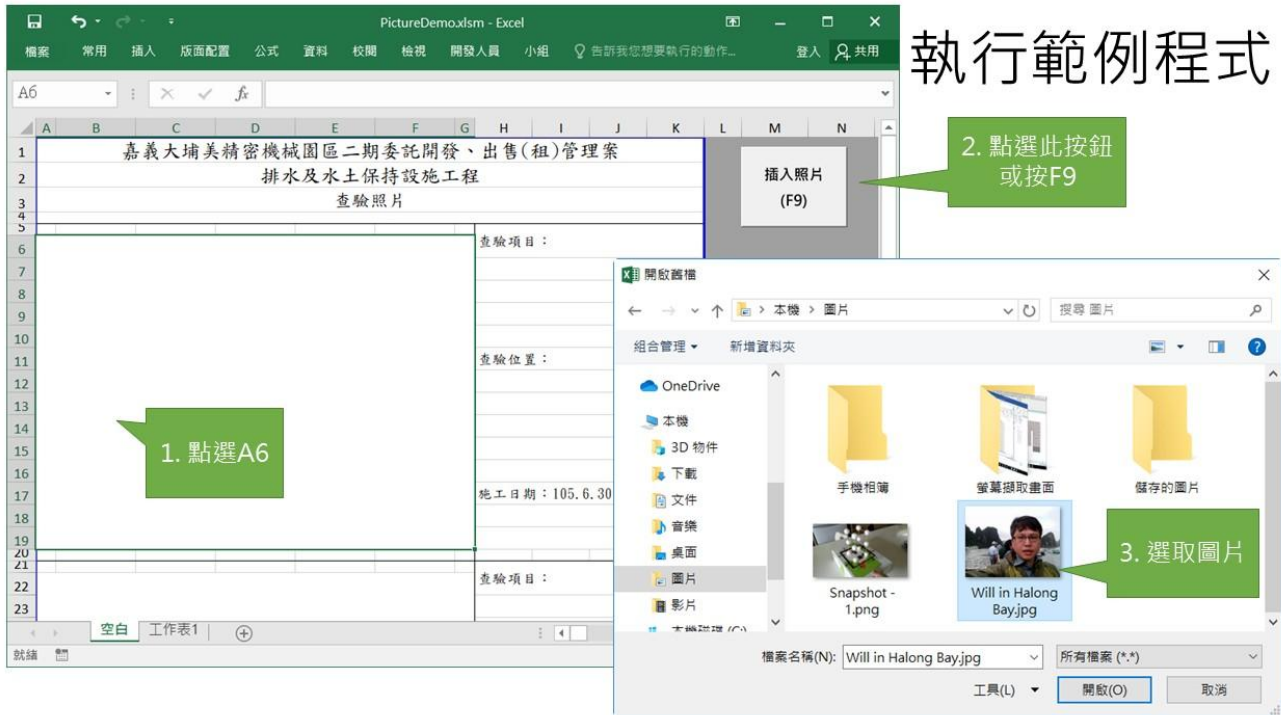 執行範例程式
PictureDemo.xlsm - Excel
檔案 常用 插入 版面配置 公式 資料 校閱 檢視 開發人員 小組 告訴我您想要執行的動作... 登入 共用
A6 fx
A B C D E F G H I J K L M N
1 嘉義大埔美精密機械園區二期委託開發、出售(租)管理案
2 排水及水土保持設施工程
3 查驗照片
4
5
插入照片
(F9)
2. 點選此按鈕
或按F9
6 查驗項目：
7
8
9
10
11 查驗位置：
12
13
14
15
16
17 施工日期：105.6.30
18
19
20
21
22 查驗項目：
23
1. 點選A6
空白 工作表1
就緒
開啟舊檔
本機 > 圖片
搜尋 圖片
組合管理 新增資料夾
OneDrive
本機
3D 物件
下載
文件
音樂
桌面
圖片
影片
本機磁碟 (C:)
手機相簿 螢幕擷取畫面 儲存的圖片
Snapshot -
1.png
Will in Halong
Bay.jpg
3. 選取圖片
檔案名稱(N): Will in Halong Bay.jpg 所有檔案 (*.*)
工具(L) 開啟(O) 取消